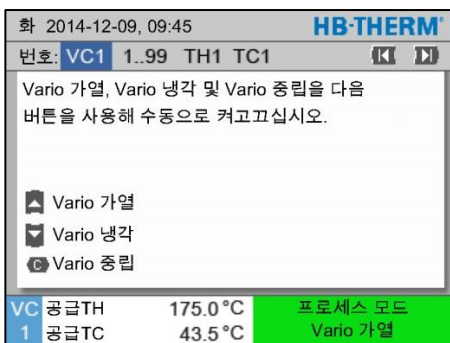 화 2014-12-09, 09:45 HB-THERM®
번호: VC1 1..99 TH1 TC1
Vario 가열, Vario 냉각 및 Vario 중립을 다음
버튼을 사용해 수동으로 켜고끄십시오.
Vario 가열
Vario 냉각
C Vario 중립
VC 공급TH 175.0 °C 프로세스 모드
1 공급TC 43.5 °C Vario 가열